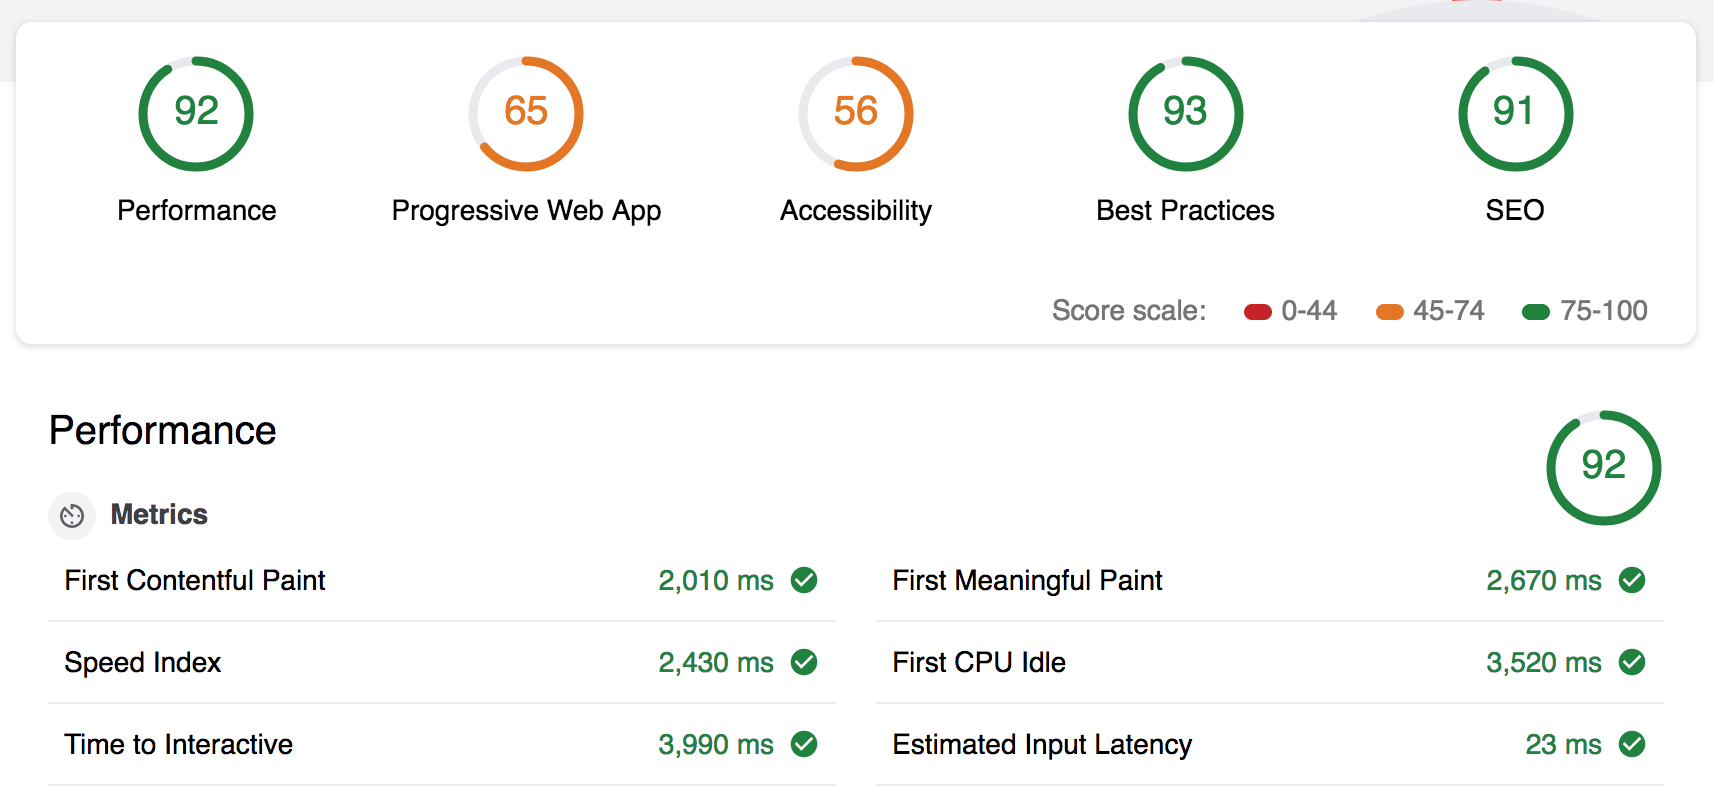 92 65 56 93 91
Performance Progressive Web App Accessibility Best Practices SEO
Score scale: 0-44 45-74 75-100
Performance
92
Metrics
First Contentful Paint 2,010 ms First Meaningful Paint 2,670 ms
Speed Index 2,430 ms First CPU Idle 3,520 ms
Time to Interactive 3,990 ms Estimated Input Latency 23 ms